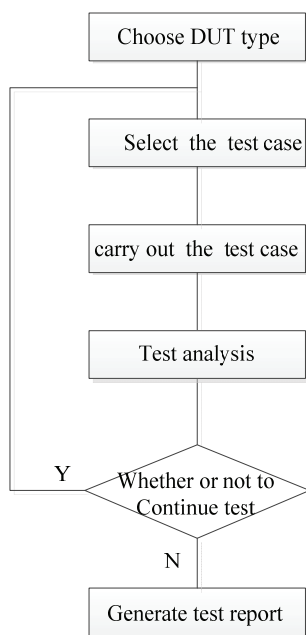 Choose DUT type
Select the test case
carry out the test case
Test analysis
Whether or not to
Continue test
Y
N
Generate test report